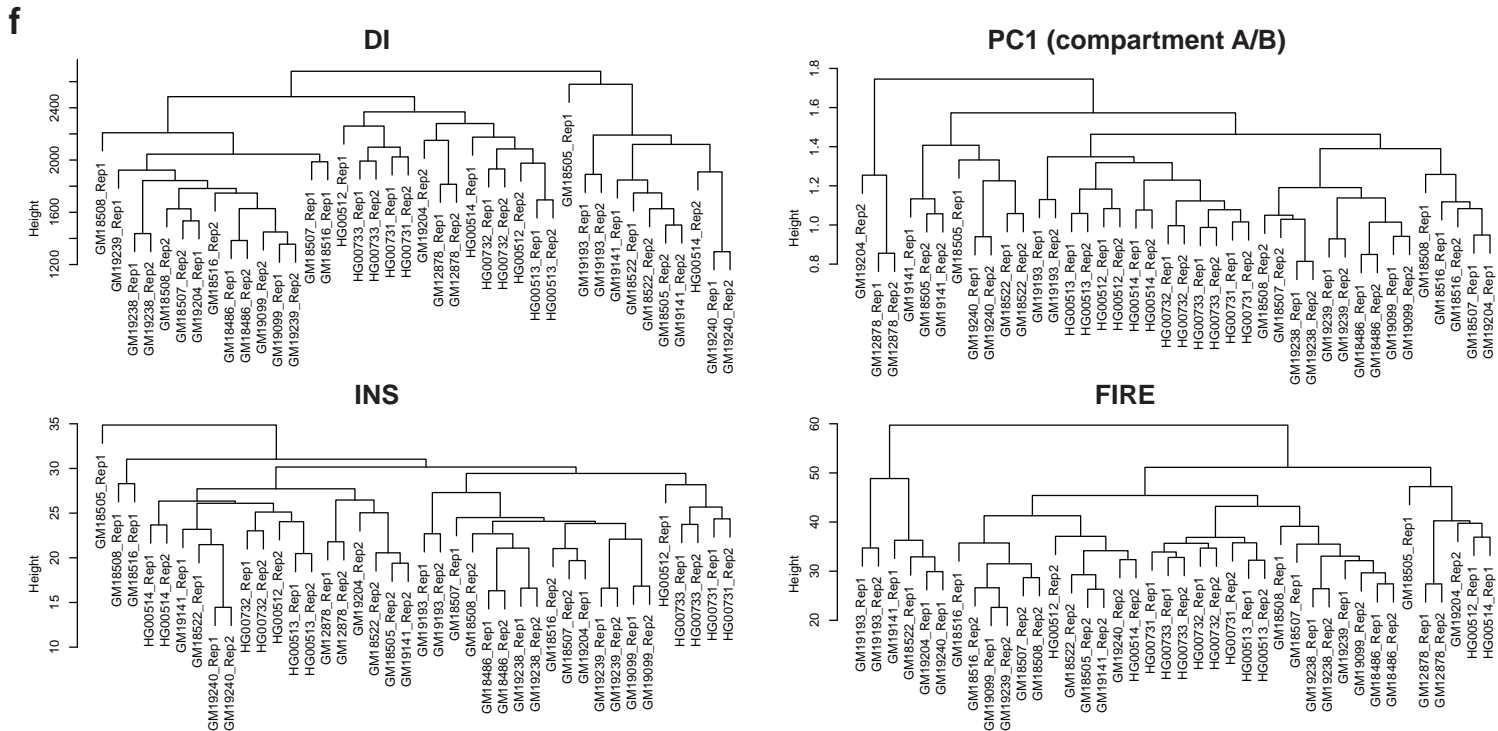 f
DI
Height
2400
2000
1600
1200
GM18508_Rep1
GM19239_Rep1
GM19238_Rep1
GM19238_Rep2
GM18508_Rep2
GM18507_Rep2
GM19204_Rep1
GM18516_Rep2
GM18486_Rep1
GM18486_Rep2
GM19099_Rep2
GM19099_Rep1
GM19239_Rep2
GM18507_Rep1
GM18516_Rep1
HG00512_Rep1
HG00733_Rep1
HG00733_Rep2
HG00731_Rep1
HG00731_Rep2
GM19204_Rep2
GM12878_Rep1
GM12878_Rep2
HG00514_Rep1
HG00732_Rep1
HG00732_Rep2
HG00512_Rep2
HG00513_Rep1
HG00513_Rep2
GM18505_Rep1
GM19193_Rep1
GM19193_Rep2
GM19141_Rep1
GM18522_Rep1
GM18522_Rep2
GM18505_Rep2
GM19141_Rep2
HG00514_Rep2
GM19240_Rep1
GM19240_Rep2
PC1 (compartment A/B)
Height
1.8
1.6
1.4
1.2
1.0
0.8
GM19204_Rep2
GM12878_Rep1
GM12878_Rep2
GM19141_Rep1
GM18505_Rep2
GM19141_Rep2
GM18505_Rep1
GM19240_Rep1
GM19240_Rep2
GM18522_Rep1
GM18522_Rep2
GM19193_Rep1
GM19193_Rep2
HG00513_Rep1
HG00513_Rep2
HG00512_Rep1
HG00512_Rep2
HG00514_Rep1
HG00514_Rep2
HG00732_Rep1
HG00732_Rep2
HG00733_Rep1
HG00733_Rep2
HG00731_Rep1
HG00731_Rep2
GM18508_Rep2
GM18507_Rep2
GM19238_Rep1
GM19238_Rep2
GM19239_Rep1
GM19239_Rep2
GM18486_Rep1
GM18486_Rep2
GM19099_Rep1
GM19099_Rep2
GM18508_Rep1
GM18516_Rep1
GM18516_Rep2
GM18507_Rep1
GM19204_Rep1
INS
Height
35
30
25
20
15
10
GM18505_Rep1
GM18508_Rep1
GM18516_Rep1
HG00514_Rep1
HG00514_Rep2
GM19141_Rep1
GM18522_Rep1
GM19240_Rep1
GM19240_Rep2
HG00732_Rep1
HG00732_Rep2
HG00512_Rep2
HG00513_Rep1
HG00513_Rep2
GM12878_Rep1
GM12878_Rep2
GM19204_Rep2
GM18522_Rep2
GM18505_Rep2
GM19141_Rep2
GM19193_Rep1
GM19193_Rep2
GM18507_Rep1
GM18508_Rep2
GM18486_Rep1
GM18486_Rep2
GM19238_Rep1
GM19238_Rep2
GM18516_Rep2
GM18507_Rep2
GM19204_Rep1
GM19239_Rep1
GM19239_Rep2
GM19099_Rep1
GM19099_Rep2
HG00512_Rep1
HG00733_Rep1
HG00733_Rep2
HG00731_Rep1
HG00731_Rep2
FIRE
Height
60
50
40
30
20
GM19193_Rep1
GM19193_Rep2
GM19141_Rep1
GM18522_Rep1
GM19204_Rep1
GM19240_Rep1
GM18516_Rep1
GM18516_Rep2
GM19099_Rep1
GM19239_Rep2
GM18507_Rep2
GM18508_Rep2
HG00512_Rep2
GM18522_Rep2
GM18505_Rep2
GM19141_Rep2
GM19240_Rep2
HG00514_Rep2
HG00731_Rep1
HG00733_Rep1
HG00733_Rep2
HG00732_Rep1
HG00732_Rep2
HG00731_Rep2
HG00513_Rep1
HG00513_Rep2
GM18508_Rep1
GM18507_Rep1
GM19238_Rep1
GM19238_Rep2
GM19239_Rep1
GM19099_Rep2
GM18486_Rep1
GM18486_Rep2
GM18505_Rep1
GM12878_Rep1
GM12878_Rep2
GM19204_Rep2
HG00512_Rep1
HG00514_Rep1